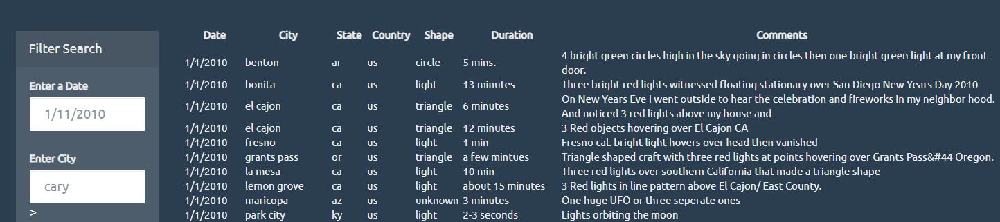 Filter Search
Enter a Date
1/11/2010
Enter City
cary
>
Date City State Country Shape Duration Comments
1/1/2010 benton ar us circle 5 mins. 4 bright green circles high in the sky going in circles then one bright green light at my front
door.
1/1/2010 bonita ca us light 13 minutes Three bright red lights witnessed floating stationary over San Diego New Years Day 2010
1/1/2010 el cajon ca us triangle 6 minutes On New Years Eve I went outside to hear the celebration and fireworks in my neighbor hood.
And noticed 3 red lights above my house and
1/1/2010 el cajon ca us triangle 12 minutes 3 Red objects hovering over El Cajon CA
1/1/2010 fresno ca us light 1 min Fresno cal. bright light hovers over head then vanished
1/1/2010 grants pass or us triangle a few mintues Triangle shaped craft with three red lights at points hovering over Grants Pass&#44 Oregon.
1/1/2010 la mesa ca us light 10 min Three red lights over southern California that made a triangle shape
1/1/2010 lemon grove ca us light about 15 minutes 3 Red lights in line pattern above El Cajon/ East County.
1/1/2010 maricopa az us unknown 3 minutes One huge UFO or three seperate ones
1/1/2010 park city ky us light 2-3 seconds Lights orbiting the moon